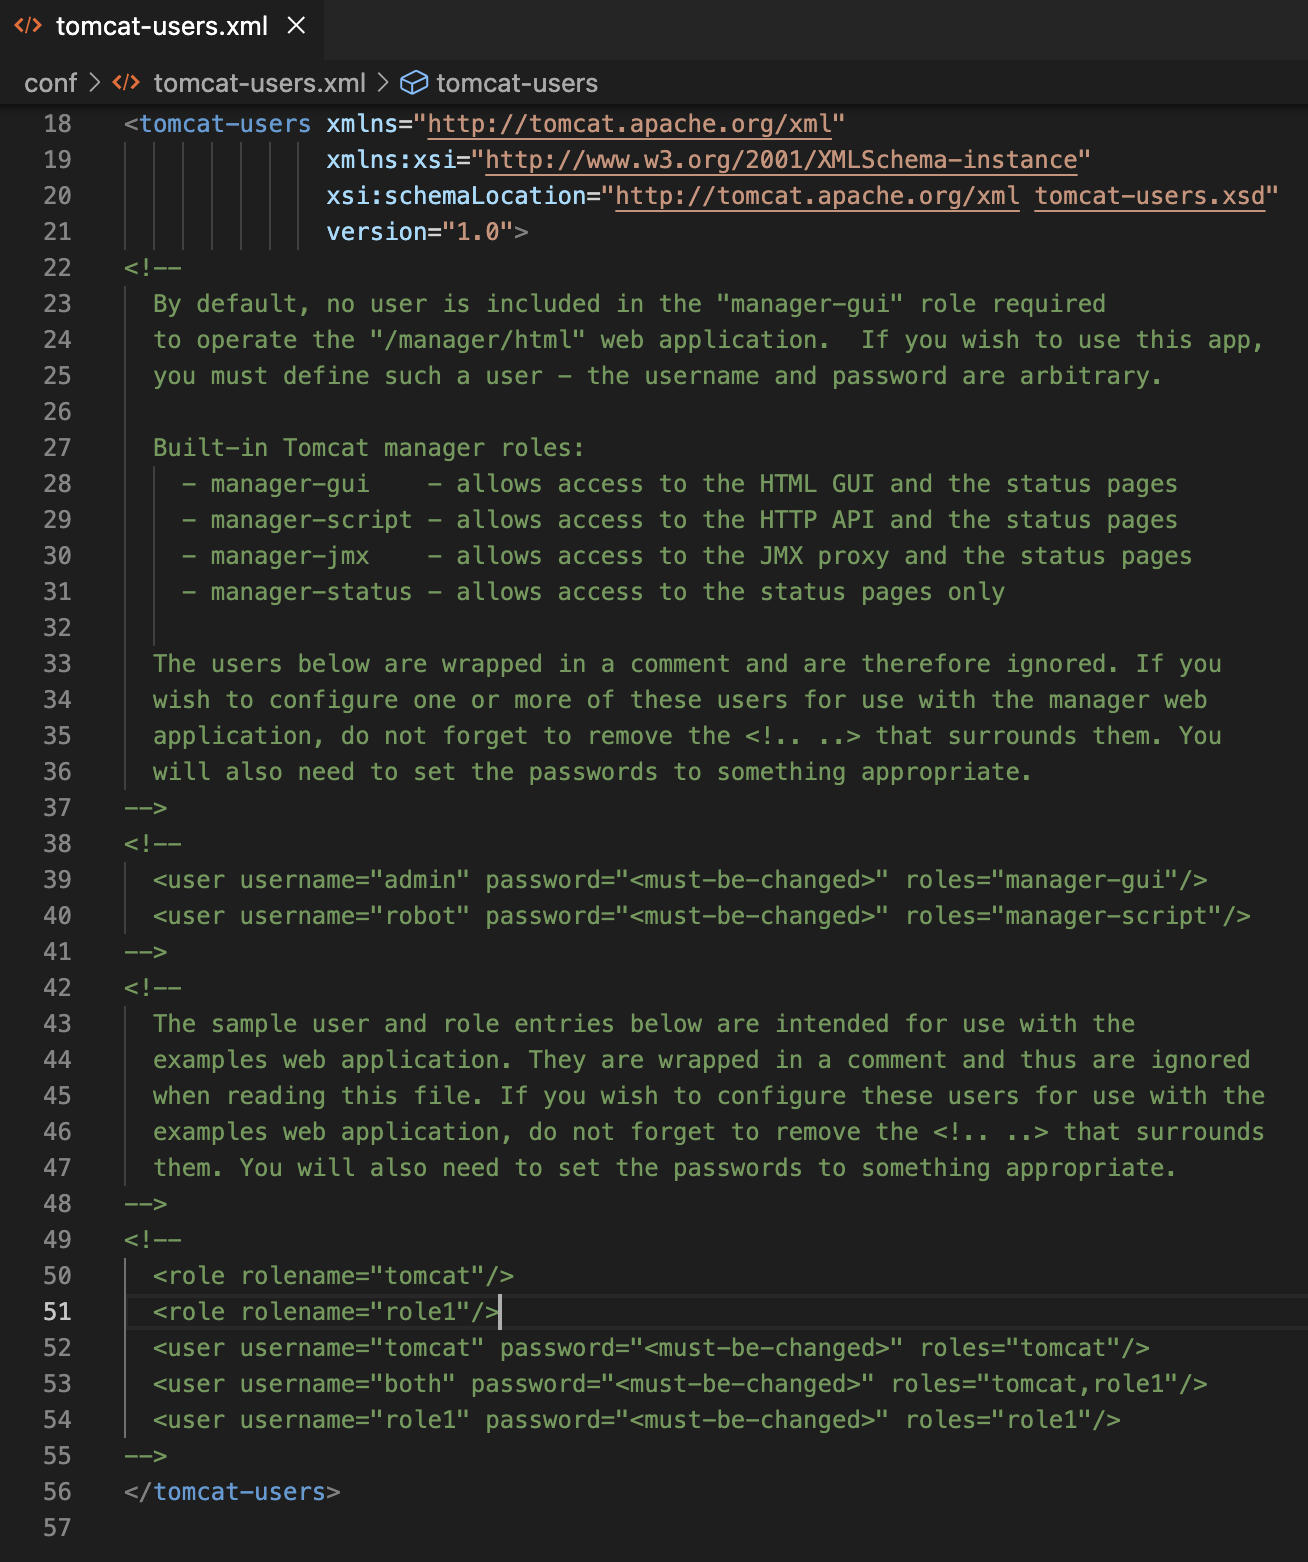 tomcat-users.xml
conf > tomcat-users.xml > tomcat-users
18 <tomcat-users xmlns="http://tomcat.apache.org/xml"
19 xmlns:xsi="http://www.w3.org/2001/XMLSchema-instance"
20 xsi:schemaLocation="http://tomcat.apache.org/xml tomcat-users.xsd"
21 version="1.0">
22 <!--
23 By default, no user is included in the "manager-gui" role required
24 to operate the "/manager/html" web application.  If you wish to use this app,
25 you must define such a user - the username and password are arbitrary.
26
27 Built-in Tomcat manager roles:
28 - manager-gui    - allows access to the HTML GUI and the status pages
29 - manager-script - allows access to the HTTP API and the status pages
30 - manager-jmx    - allows access to the JMX proxy and the status pages
31 - manager-status - allows access to the status pages only
32
33 The users below are wrapped in a comment and are therefore ignored. If you
34 wish to configure one or more of these users for use with the manager web
35 application, do not forget to remove the <!.. ..> that surrounds them. You
36 will also need to set the passwords to something appropriate.
37 -->
38 <!--
39 <user username="admin" password="<must-be-changed>" roles="manager-gui"/>
40 <user username="robot" password="<must-be-changed>" roles="manager-script"/>
41 -->
42 <!--
43 The sample user and role entries below are intended for use with the
44 examples web application. They are wrapped in a comment and thus are ignored
45 when reading this file. If you wish to configure these users for use with the
46 examples web application, do not forget to remove the <!.. ..> that surrounds
47 them. You will also need to set the passwords to something appropriate.
48 -->
49 <!--
50 <role rolename="tomcat"/>
51 <role rolename="role1"/>
52 <user username="tomcat" password="<must-be-changed>" roles="tomcat"/>
53 <user username="both" password="<must-be-changed>" roles="tomcat,role1"/>
54 <user username="role1" password="<must-be-changed>" roles="role1"/>
55 -->
56 </tomcat-users>
57